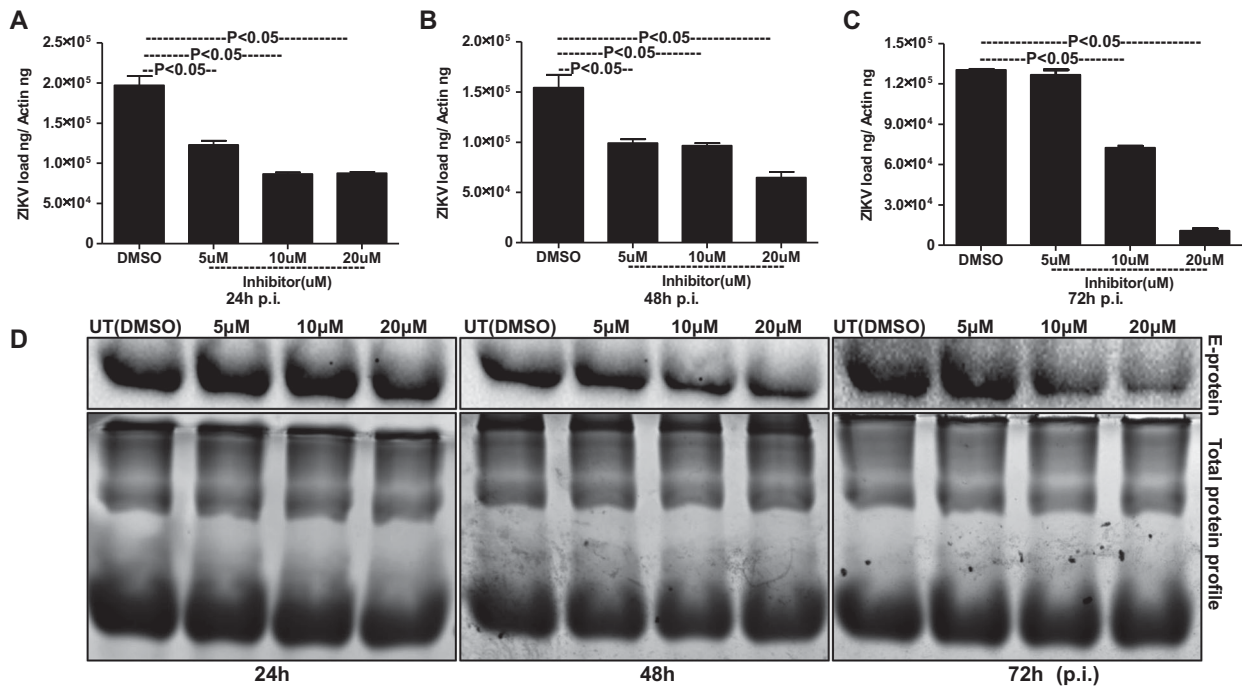 A
P<0.05
P<0.05
P<0.05
2.5×10⁵
2.0×10⁵
1.5×10⁵
1.0×10⁵
5.0×10⁴
0
ZIKV load ng/ Actin ng
DMSO 5uM 10uM 20uM
Inhibitor(uM)
24h p.i.
B
P<0.05
P<0.05
P<0.05
2.0×10⁵
1.5×10⁵
1.0×10⁵
5.0×10⁴
0
ZIKV load ng/ Actin ng
DMSO 5uM 10uM 20uM
Inhibitor(uM)
48h p.i.
C
P<0.05
P<0.05
1.5×10⁵
1.2×10⁵
9.0×10⁴
6.0×10⁴
3.0×10⁴
0
ZIKV load ng/ Actin ng
DMSO 5uM 10uM 20uM
Inhibitor(uM)
72h p.i.
D
UT(DMSO) 5µM 10µM 20µM UT(DMSO) 5µM 10µM 20µM UT(DMSO) 5µM 10µM 20µM
E-protein
Total protein profile
24h 48h 72h (p.i.)